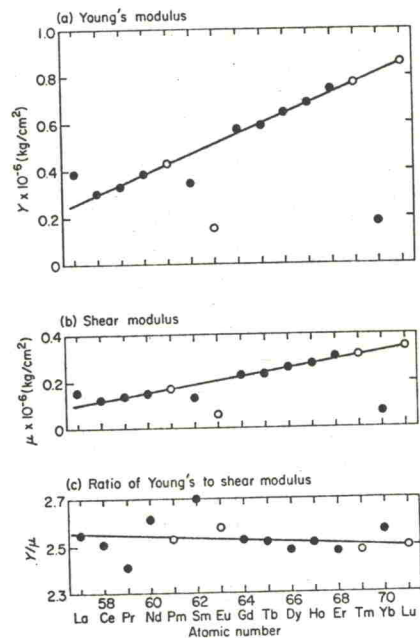 (a) Young's modulus
1.0
0.8
0.6
0.4
0.2
0
Y x 10⁻⁶ (kg/cm²)
(b) Shear modulus
0.4
0.2
0
μ x 10⁻⁶ (kg/cm²)
(c) Ratio of Young's to shear modulus
2.7
2.5
2.3
Y/μ
58 60 62 64 66 68 70
La Ce Pr Nd Pm Sm Eu Gd Tb Dy Ho Er Tm Yb Lu
Atomic number